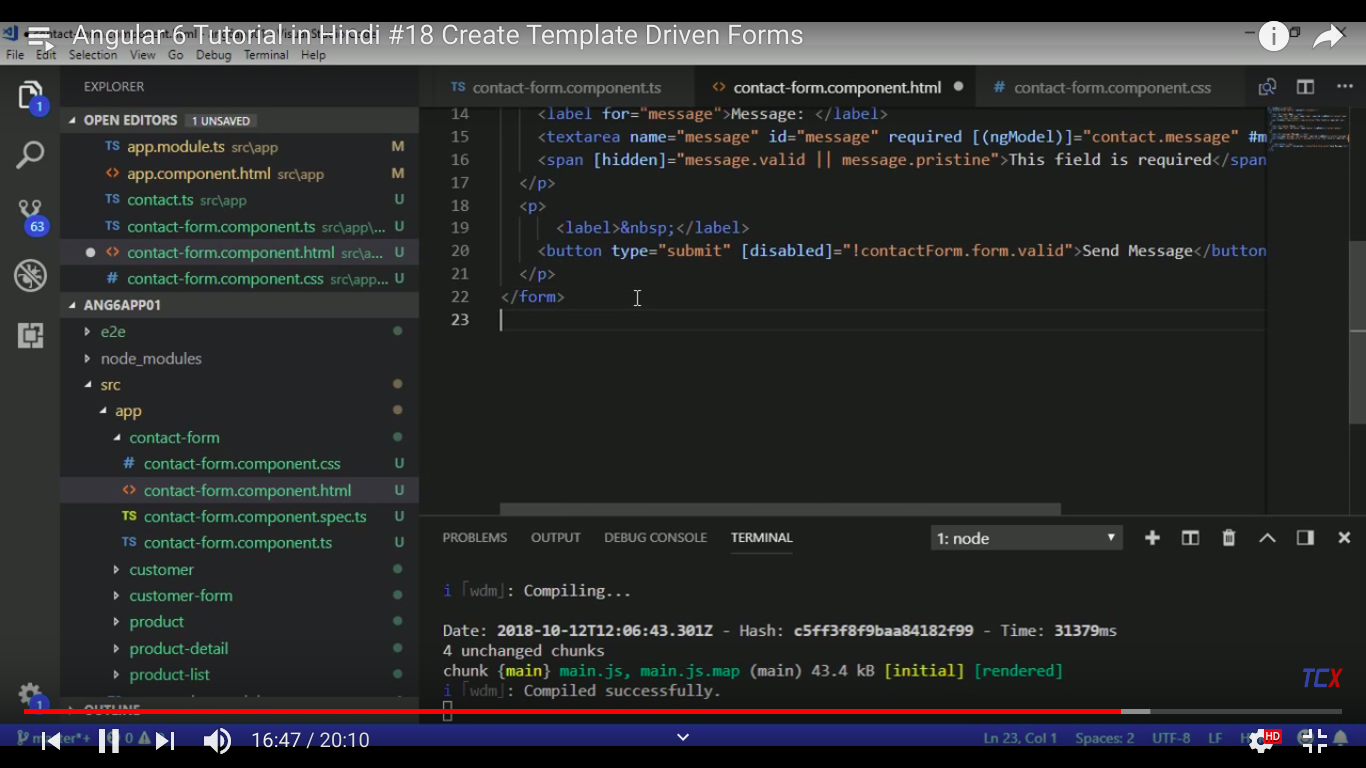 Angular 6 Tutorial in Hindi #18 Create Template Driven Forms
File Edit Selection View Go Debug Terminal Help
EXPLORER
OPEN EDITORS 1 UNSAVED
TS app.module.ts src\app M
<> app.component.html src\app M
TS contact.ts src\app U
TS contact-form.component.ts src\app\... U
<> contact-form.component.html src\a... U
# contact-form.component.css src\app... U
ANG6APP01
e2e
node_modules
src
app
contact-form
# contact-form.component.css U
<> contact-form.component.html U
TS contact-form.component.spec.ts U
TS contact-form.component.ts U
customer
customer-form
product
product-detail
product-list
OUTLINE
1
63
1
TS contact-form.component.ts <> contact-form.component.html # contact-form.component.css
14 <label for="message">Message: </label>
15 <textarea name="message" id="message" required [(ngModel)]="contact.message" #m
16 <span [hidden]="message.valid || message.pristine">This field is required</span
17 </p>
18 <p>
19 <label>&nbsp;</label>
20 <button type="submit" [disabled]="!contactForm.form.valid">Send Message</button
21 </p>
22 </form>
23
PROBLEMS OUTPUT DEBUG CONSOLE TERMINAL 1: node
i ｢wdm｣: Compiling...
Date: 2018-10-12T12:06:43.301Z - Hash: c5ff3f8f9baa84182f99 - Time: 31379ms
4 unchanged chunks
chunk {main} main.js, main.js.map (main) 43.4 kB [initial] [rendered]
i ｢wdm｣: Compiled successfully.
TCX
16:47 / 20:10
Ln 23, Col 1 Spaces: 2 UTF-8 LF
HD